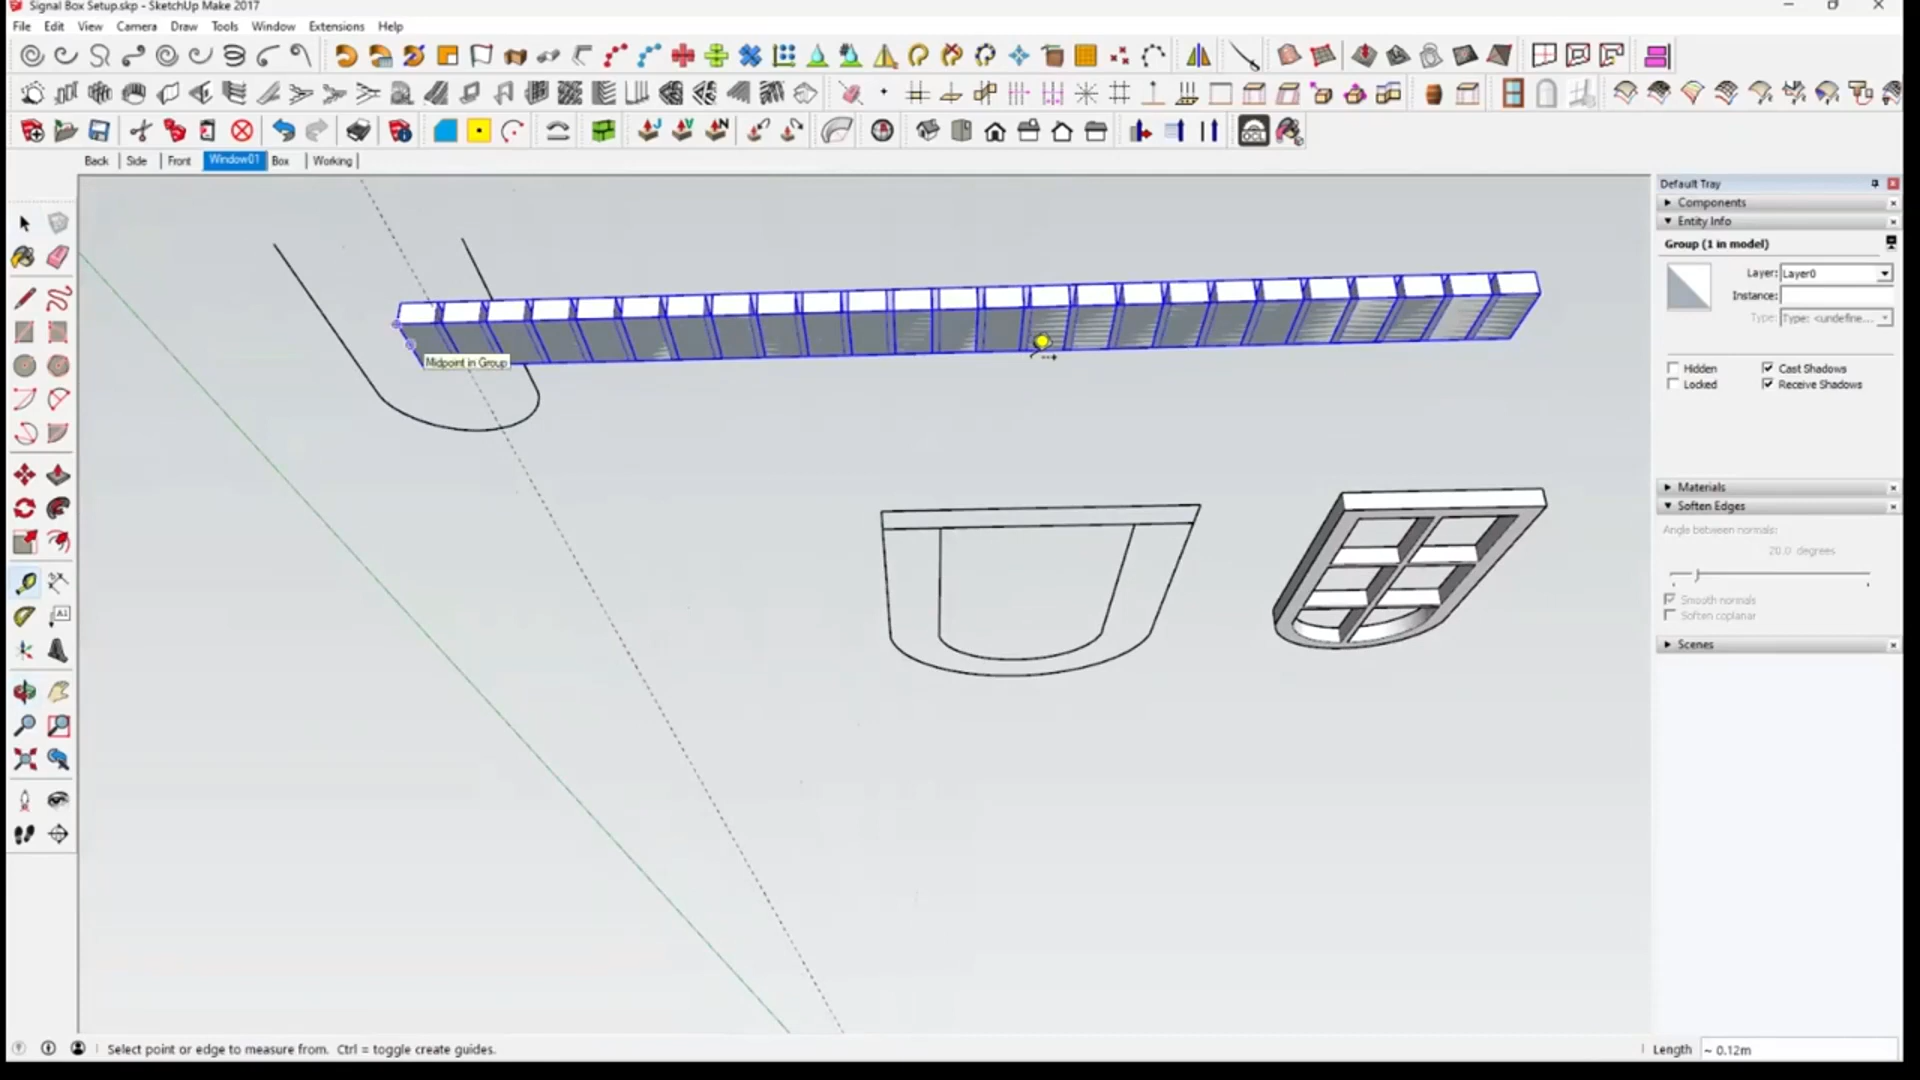 Signal Box Setup.skp - SketchUp Make 2017
File Edit View Camera Draw Tools Window Extensions Help
Back Side Front Window01 Box Working
Default Tray
Components
Entity Info
Group (1 in model)
Layer: Layer0
Instance:
Type: Type: <undefine...
Hidden Cast Shadows
Locked Receive Shadows
Midpoint in Group
Materials
Soften Edges
Angle between normals:
20.0 degrees
Smooth normals
Soften coplanar
Scenes
Select point or edge to measure from. Ctrl = toggle create guides.
Length ~ 0.12m